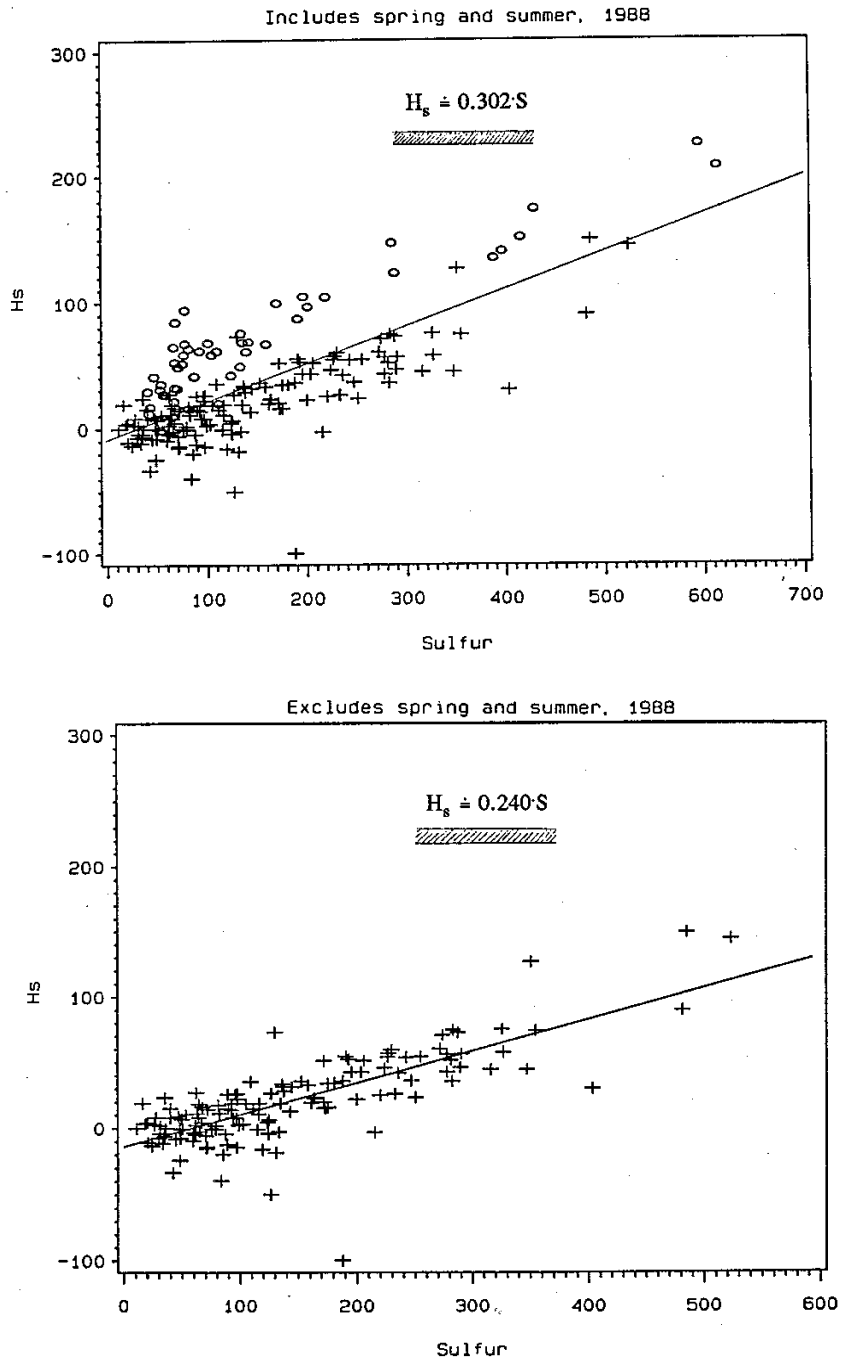 Includes spring and summer, 1988
300
Hₛ ≐ 0.302·S
200
Hs
100
0
-100
0 100 200 300 400 500 600 700
Sulfur
Excludes spring and summer, 1988
300
Hₛ ≐ 0.240·S
200
Hs
100
0
-100
0 100 200 300 400 500 600
Sulfur